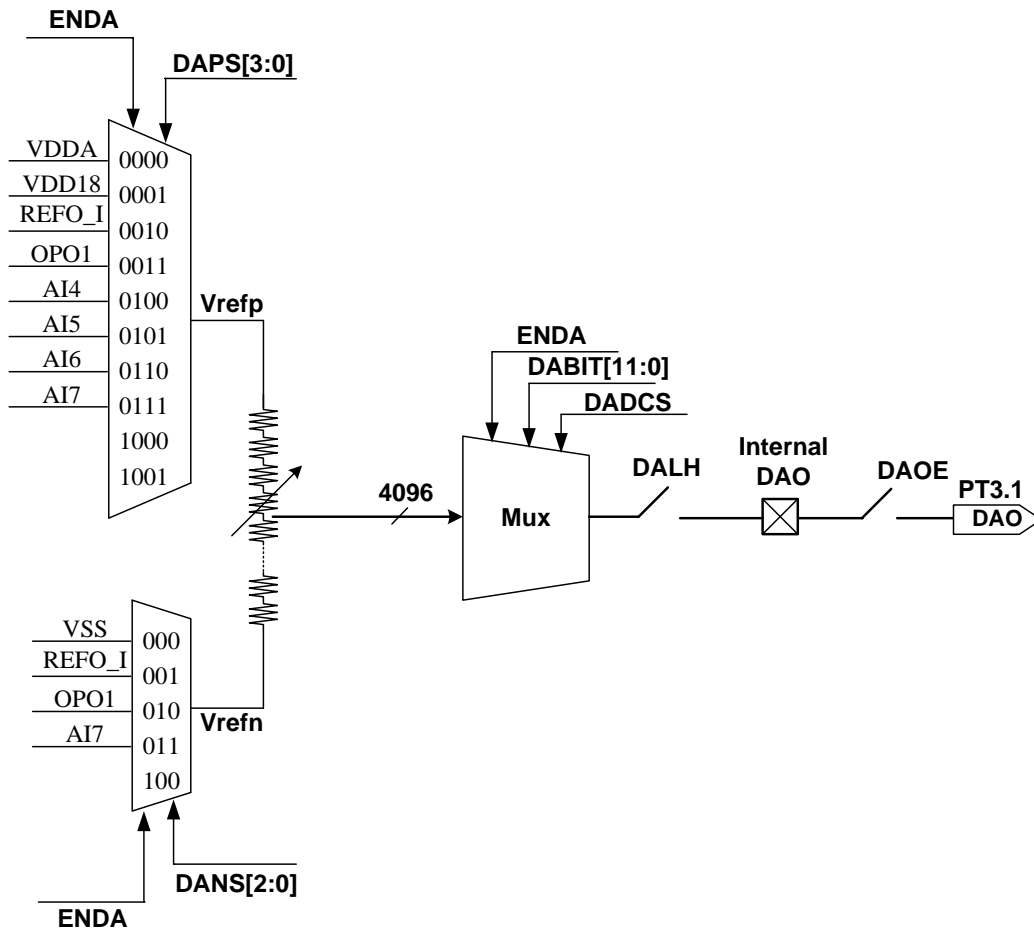 ENDA
DAPS[3:0]
VDDA
0000
VDD18
0001
REFO_I
0010
OPO1
0011
AI4
0100
AI5
0101
AI6
0110
AI7
0111
1000
1001
Vrefp
ENDA
DABIT[11:0]
DADCS
4096
Mux
DALH
Internal
DAO
DAOE
PT3.1
DAO
VSS
000
REFO_I
001
OPO1
010
AI7
011
100
Vrefn
DANS[2:0]
ENDA